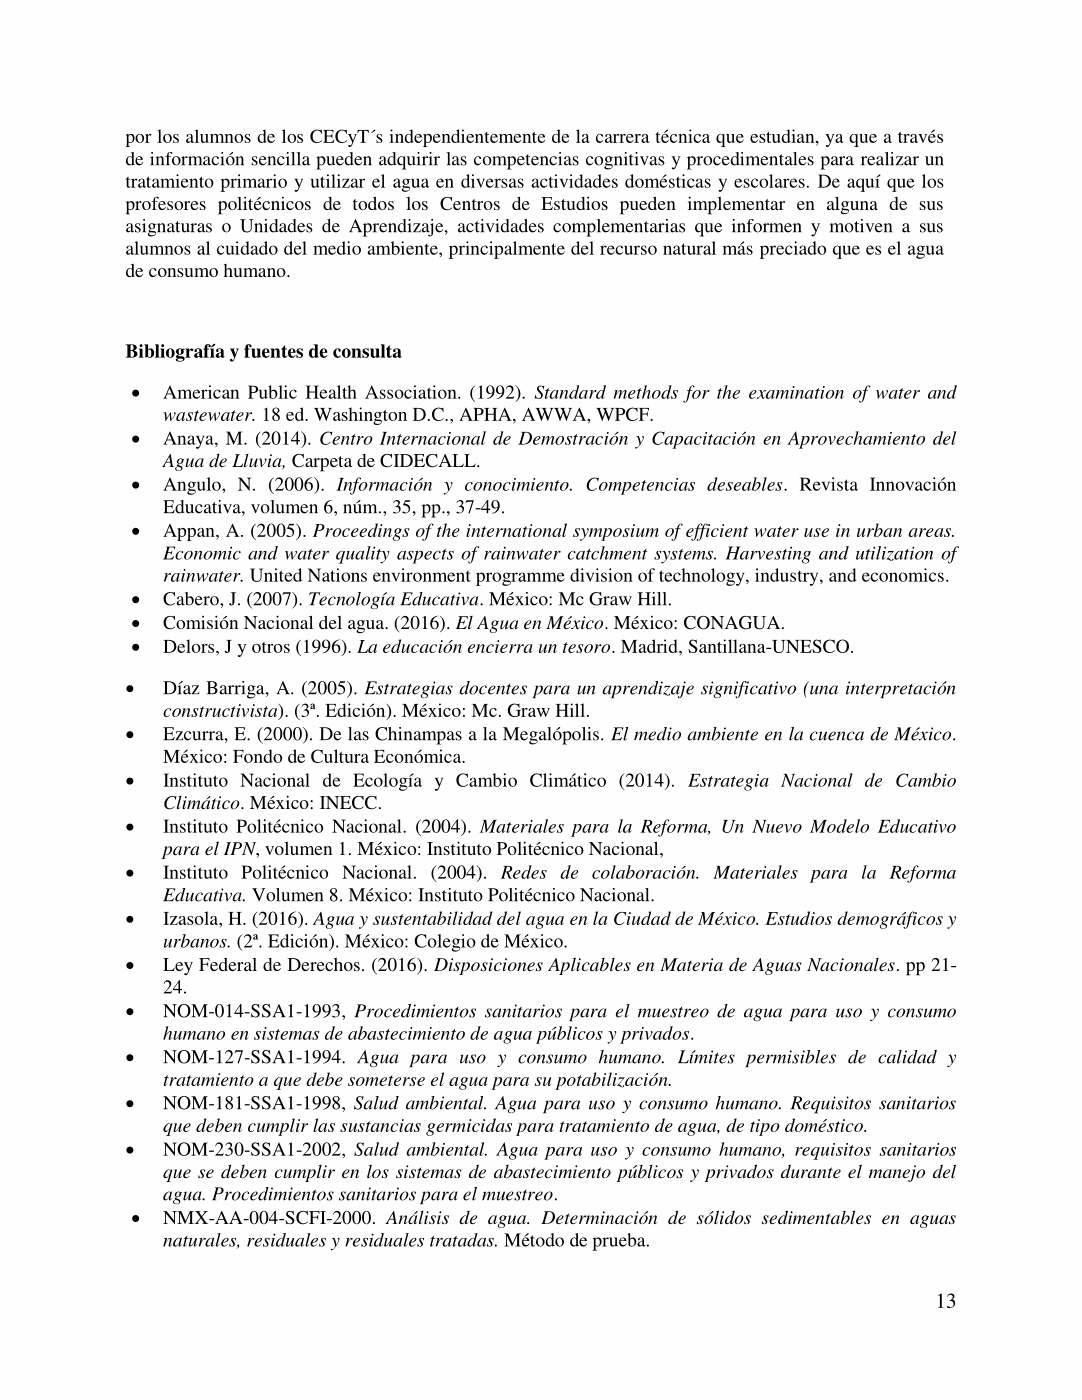 por los alumnos de los CECyT´s independientemente de la carrera técnica que estudian, ya que a través
de información sencilla pueden adquirir las competencias cognitivas y procedimentales para realizar un
tratamiento primario y utilizar el agua en diversas actividades domésticas y escolares. De aquí que los
profesores politécnicos de todos los Centros de Estudios pueden implementar en alguna de sus
asignaturas o Unidades de Aprendizaje, actividades complementarias que informen y motiven a sus
alumnos al cuidado del medio ambiente, principalmente del recurso natural más preciado que es el agua
de consumo humano.
Bibliografía y fuentes de consulta
• American Public Health Association. (1992). Standard methods for the examination of water and
wastewater. 18 ed. Washington D.C., APHA, AWWA, WPCF.
• Anaya, M. (2014). Centro Internacional de Demostración y Capacitación en Aprovechamiento del
Agua de Lluvia, Carpeta de CIDECALL.
• Angulo, N. (2006). Información y conocimiento. Competencias deseables. Revista Innovación
Educativa, volumen 6, núm., 35, pp., 37-49.
• Appan, A. (2005). Proceedings of the international symposium of efficient water use in urban areas.
Economic and water quality aspects of rainwater catchment systems. Harvesting and utilization of
rainwater. United Nations environment programme division of technology, industry, and economics.
• Cabero, J. (2007). Tecnología Educativa. México: Mc Graw Hill.
• Comisión Nacional del agua. (2016). El Agua en México. México: CONAGUA.
• Delors, J y otros (1996). La educación encierra un tesoro. Madrid, Santillana-UNESCO.
• Díaz Barriga, A. (2005). Estrategias docentes para un aprendizaje significativo (una interpretación
constructivista). (3ª. Edición). México: Mc. Graw Hill.
• Ezcurra, E. (2000). De las Chinampas a la Megalópolis. El medio ambiente en la cuenca de México.
México: Fondo de Cultura Económica.
• Instituto Nacional de Ecología y Cambio Climático (2014). Estrategia Nacional de Cambio
Climático. México: INECC.
• Instituto Politécnico Nacional. (2004). Materiales para la Reforma, Un Nuevo Modelo Educativo
para el IPN, volumen 1. México: Instituto Politécnico Nacional,
• Instituto Politécnico Nacional. (2004). Redes de colaboración. Materiales para la Reforma
Educativa. Volumen 8. México: Instituto Politécnico Nacional.
• Izasola, H. (2016). Agua y sustentabilidad del agua en la Ciudad de México. Estudios demográficos y
urbanos. (2ª. Edición). México: Colegio de México.
• Ley Federal de Derechos. (2016). Disposiciones Aplicables en Materia de Aguas Nacionales. pp 21-
24.
• NOM-014-SSA1-1993, Procedimientos sanitarios para el muestreo de agua para uso y consumo
humano en sistemas de abastecimiento de agua públicos y privados.
• NOM-127-SSA1-1994. Agua para uso y consumo humano. Límites permisibles de calidad y
tratamiento a que debe someterse el agua para su potabilización.
• NOM-181-SSA1-1998, Salud ambiental. Agua para uso y consumo humano. Requisitos sanitarios
que deben cumplir las sustancias germicidas para tratamiento de agua, de tipo doméstico.
• NOM-230-SSA1-2002, Salud ambiental. Agua para uso y consumo humano, requisitos sanitarios
que se deben cumplir en los sistemas de abastecimiento públicos y privados durante el manejo del
agua. Procedimientos sanitarios para el muestreo.
• NMX-AA-004-SCFI-2000. Análisis de agua. Determinación de sólidos sedimentables en aguas
naturales, residuales y residuales tratadas. Método de prueba.
13